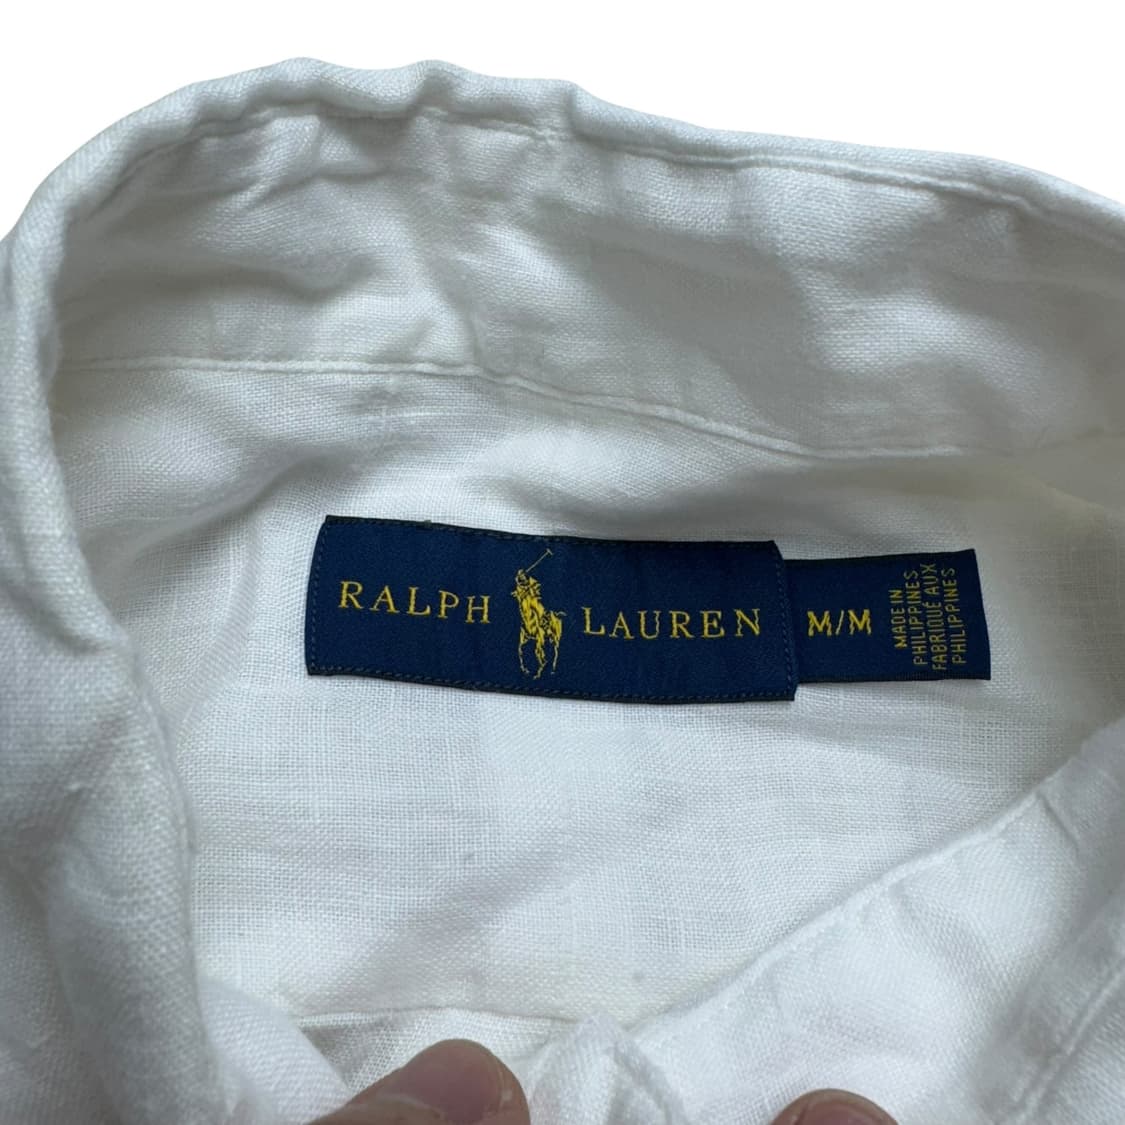 RALPH LAUREN
M/M
MADE IN
PHILIPPINES
FABRIQUÉ AUX
PHILIPPINES